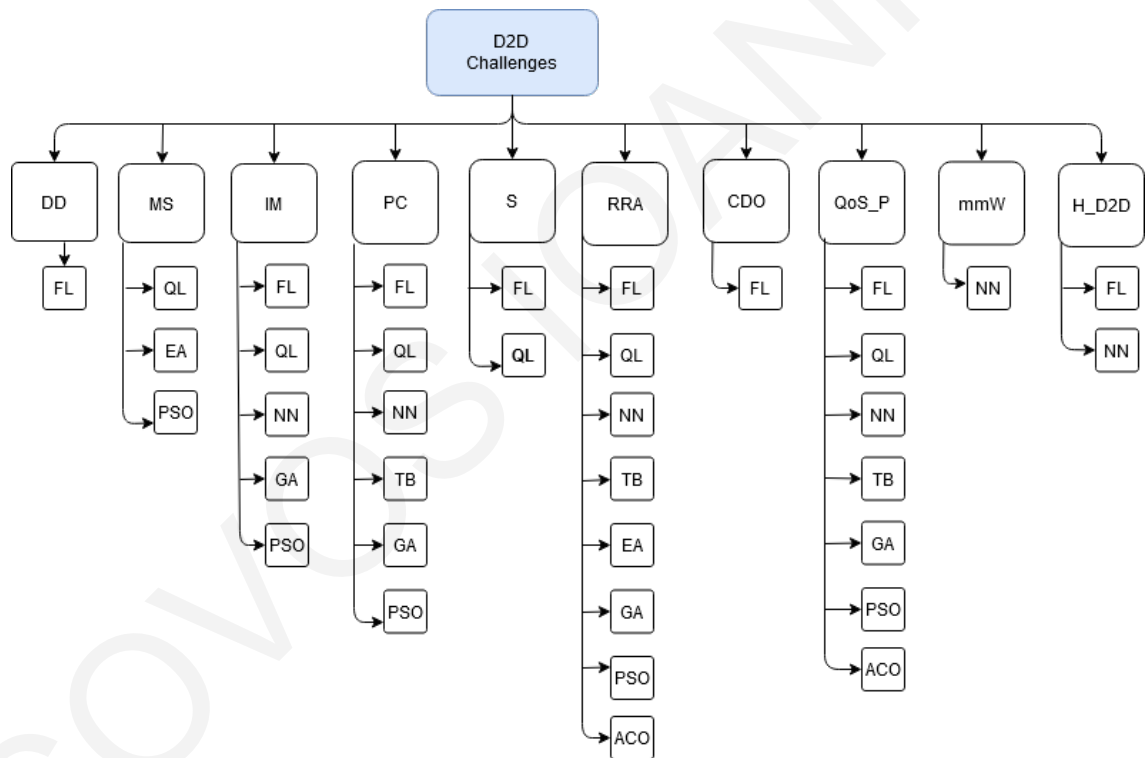 D2D
Challenges
DD
MS
IM
PC
S
RRA
CDO
QoS_P
mmW
H_D2D
FL
QL
EA
PSO
FL
QL
NN
GA
PSO
FL
QL
NN
TB
GA
PSO
FL
QL
FL
QL
NN
TB
EA
GA
PSO
ACO
FL
FL
QL
NN
TB
GA
PSO
ACO
NN
FL
NN